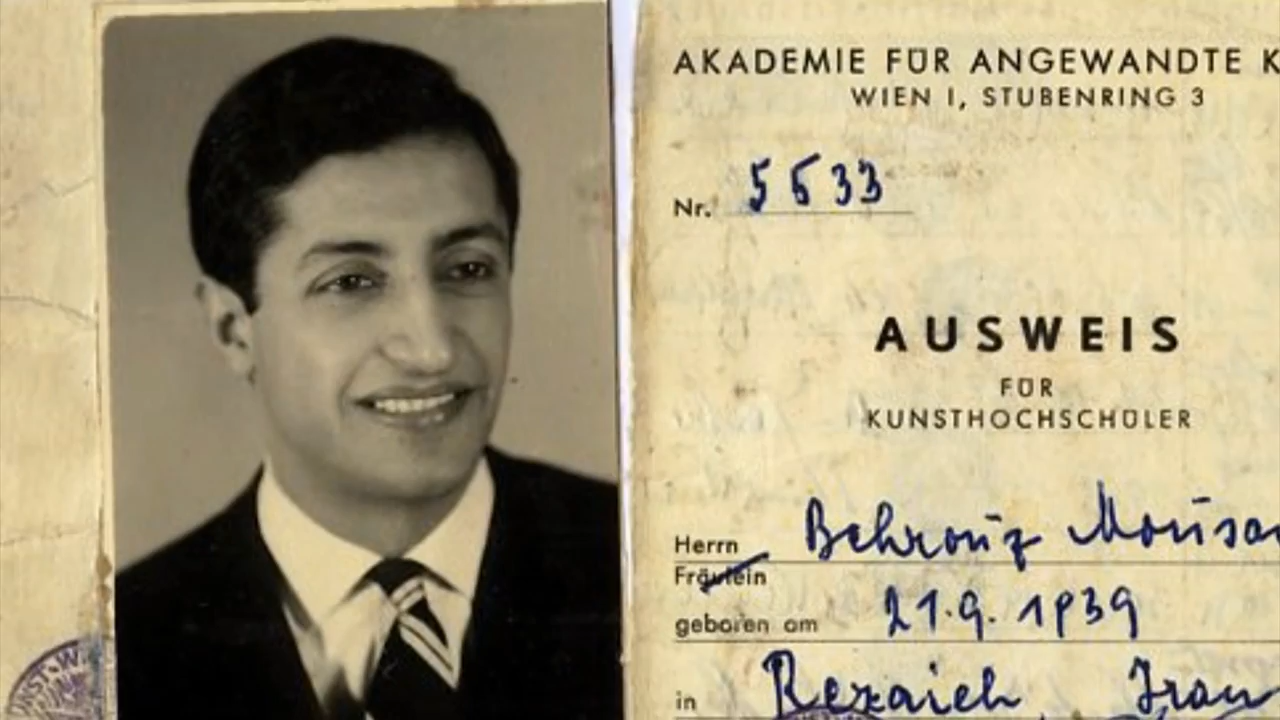 AKADEMIE FÜR ANGEWANDTE K
WIEN I, STUBENRING 3
Nr. 5533
AUSWEIS
FÜR
KUNSTHOCHSCHÜLER
Herrn Behrouz Mousa
Fräulein
geboren am 21.9.1939
in Rezaieh Iran